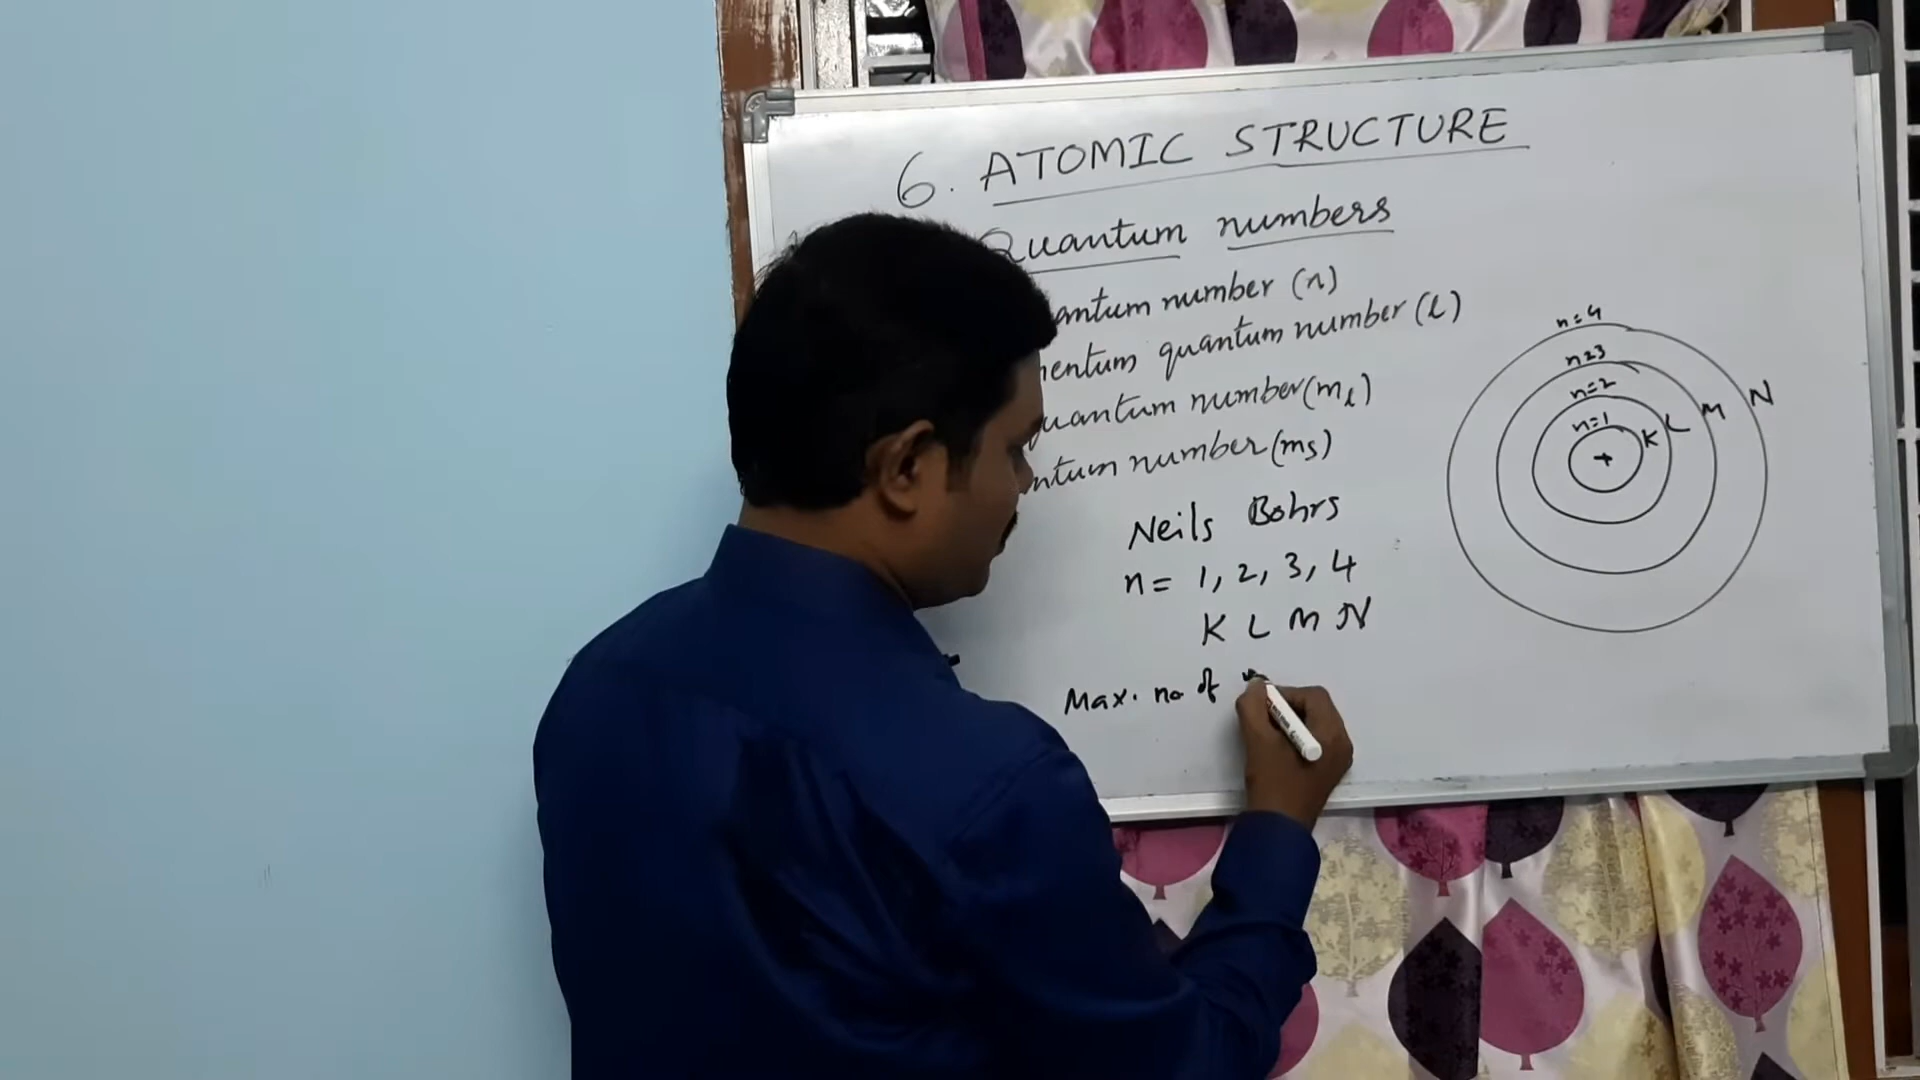 6. ATOMIC STRUCTURE
Quantum numbers
antum number (n)
entum quantum number (l)
uantum number (ml)
ntum number (ms)
Neils Bohrs
n = 1, 2, 3, 4
K L M N
Max. no of
n=4
n=3
n=2
n=1
+
K L M N